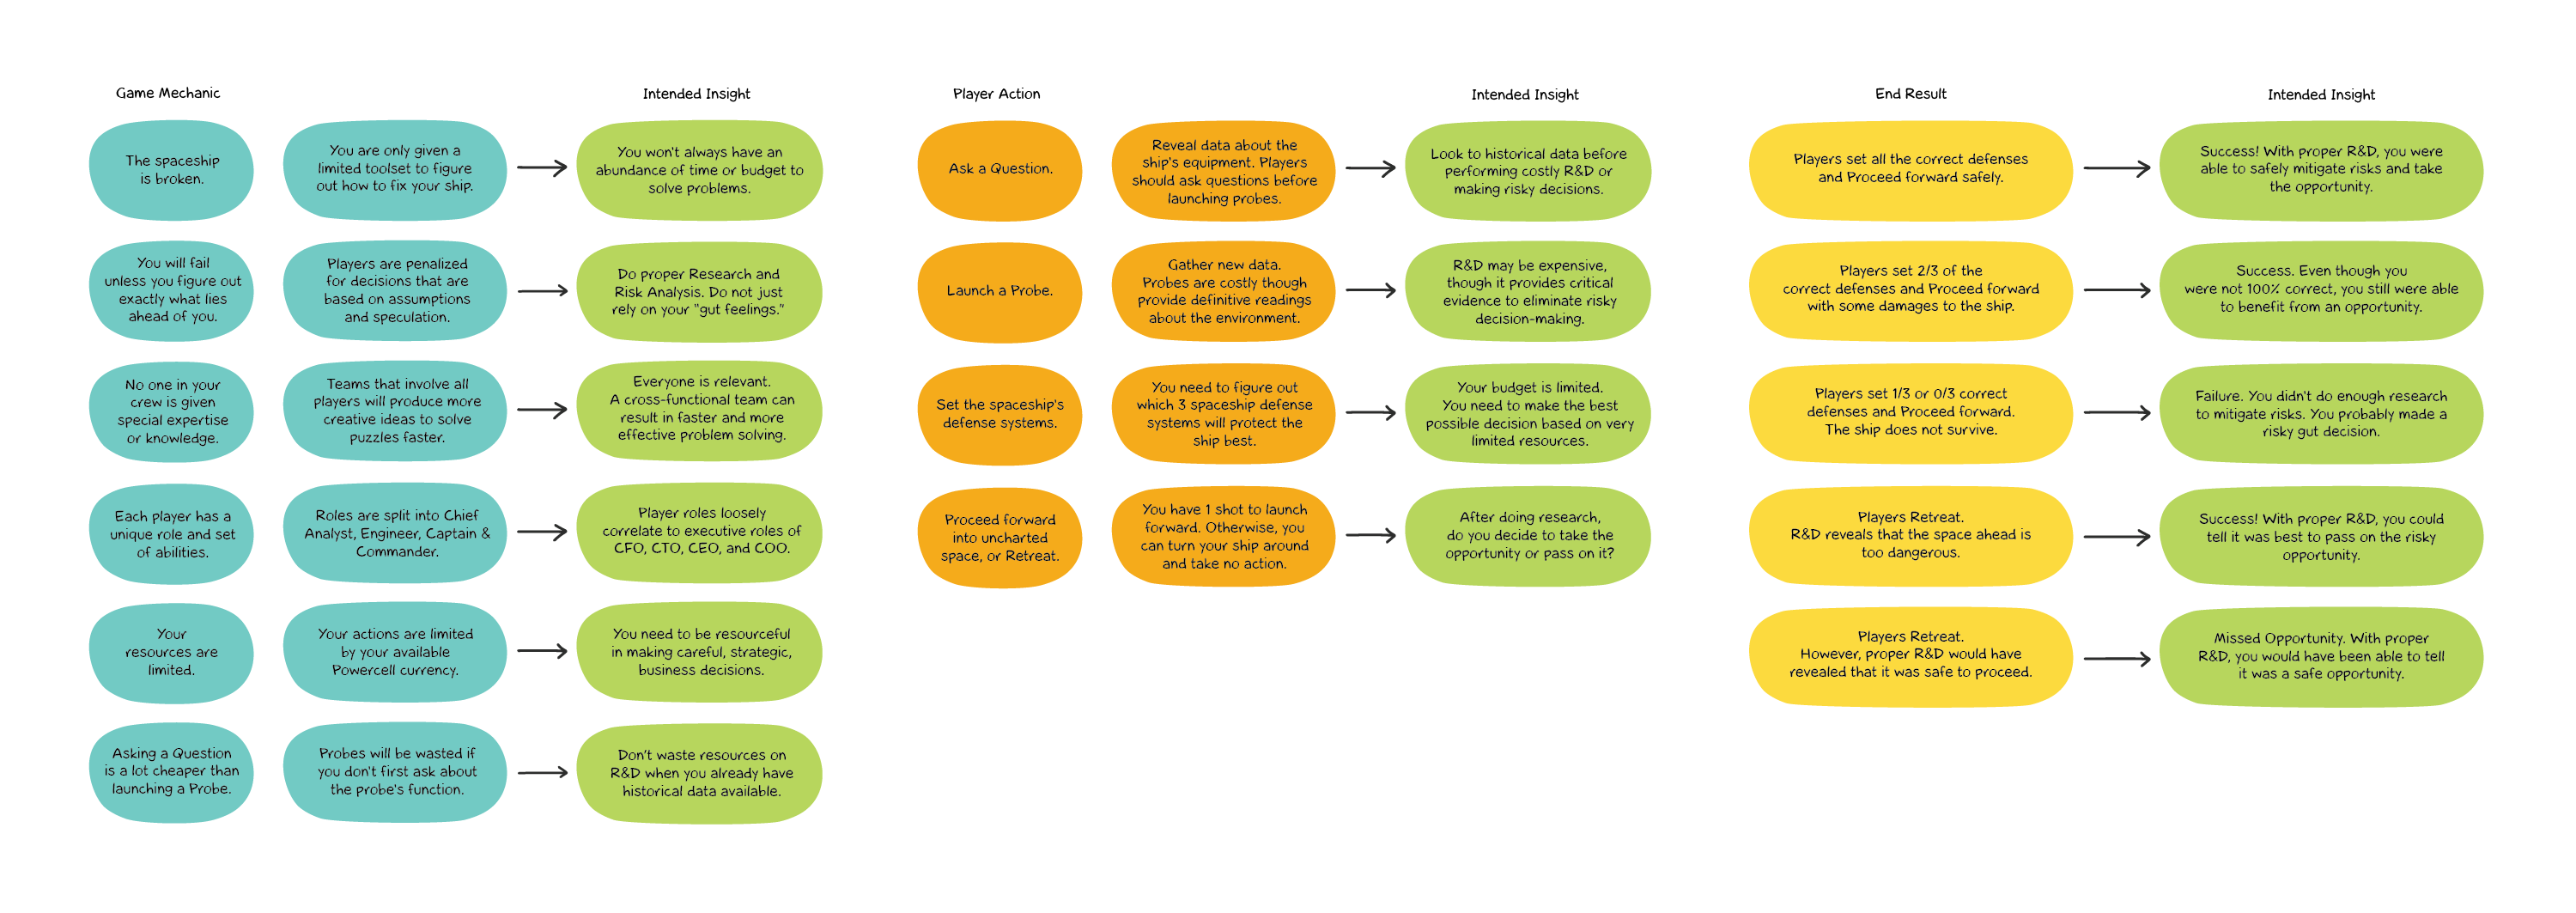 Game Mechanic
Intended Insight
The spaceship
is broken.
You are only given a
limited toolset to figure
out how to fix your ship.
You won't always have an
abundance of time or budget to
solve problems.
You will fail
unless you figure out
exactly what lies
ahead of you.
Players are penalized
for decisions that are
based on assumptions
and speculation.
Do proper Research and
Risk Analysis. Do not just
rely on your "gut feelings."
No one in your
crew is given
special expertise
or knowledge.
Teams that involve all
players will produce more
creative ideas to solve
puzzles faster.
Everyone is relevant.
A cross-functional team can
result in faster and more
effective problem solving.
Each player has a
unique role and set
of abilities.
Roles are split into Chief
Analyst, Engineer, Captain &
Commander.
Player roles loosely
correlate to executive roles of
CFO, CTO, CEO, and COO.
Your
resources are
limited.
Your actions are limited
by your available
Powercell currency.
You need to be resourceful
in making careful, strategic,
business decisions.
Asking a Question
is a lot cheaper than
launching a Probe.
Probes will be wasted if
you don't first ask about
the probe's function.
Don't waste resources on
R&D when you already have
historical data available.
Player Action
Intended Insight
Ask a Question.
Reveal data about the
ship's equipment. Players
should ask questions before
launching probes.
Look to historical data before
performing costly R&D or
making risky decisions.
Launch a Probe.
Gather new data.
Probes are costly though
provide definitive readings
about the environment.
R&D may be expensive,
though it provides critical
evidence to eliminate risky
decision-making.
Set the spaceship's
defense systems.
You need to figure out
which 3 spaceship defense
systems will protect the
ship best.
Your budget is limited.
You need to make the best
possible decision based on very
limited resources.
Proceed forward
into uncharted
space, or Retreat.
You have 1 shot to launch
forward. Otherwise, you
can turn your ship around
and take no action.
After doing research,
do you decide to take the
opportunity or pass on it?
End Result
Intended Insight
Players set all the correct defenses
and Proceed forward safely.
Success! With proper R&D, you were
able to safely mitigate risks and take
the opportunity.
Players set 2/3 of the
correct defenses and Proceed forward
with some damages to the ship.
Success. Even though you
were not 100% correct, you still were able
to benefit from an opportunity.
Players set 1/3 or 0/3 correct
defenses and Proceed forward.
The ship does not survive.
Failure. You didn't do enough research
to mitigate risks. You probably made a
risky gut decision.
Players Retreat.
R&D reveals that the space ahead is
too dangerous.
Success! With proper R&D, you could
tell it was best to pass on the risky
opportunity.
Players Retreat.
However, proper R&D would have
revealed that it was safe to proceed.
Missed Opportunity. With proper
R&D, you would have been able to tell
it was a safe opportunity.